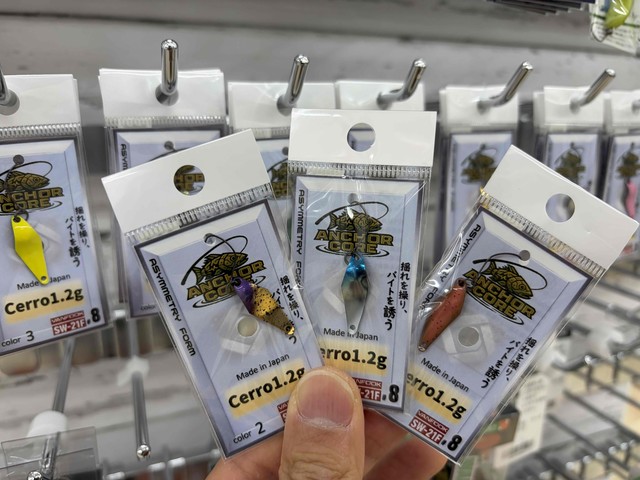 ANCHOR
CORE
揺れを操り、
バイトを誘う
Made in Japan
Cerro1.2g
color 3
VANFOOK
SW-21F #8
ASYMMETRY FORM
ANCHOR
CORE
揺れを操り、
Made in Japan
Cerro1.2g
color 2
ASYMMETRY FORM
ANCHOR
CORE
揺れを操り、
バイトを誘う
Made in Japan
Cerro1.2g
VANFOOK
SW-21F #8
ASYMMETRY
ANCHOR
CORE
揺れを操り、
バイトを誘う
Made in Japan
Cerro1.2g
VANFOOK
SW-21F #8